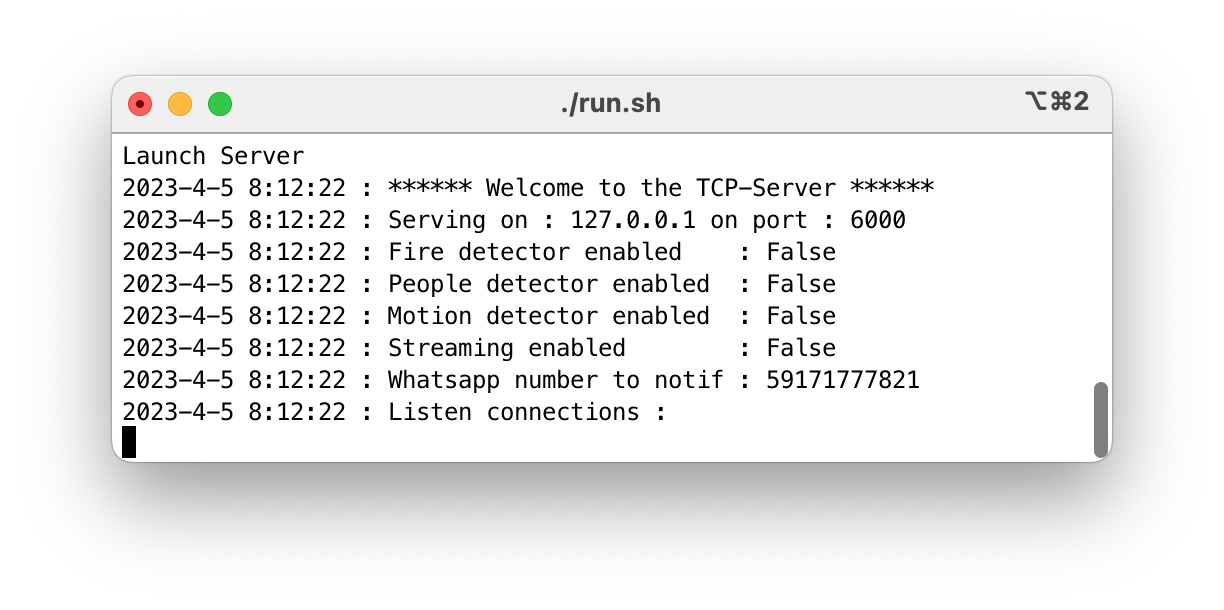 ./run.sh ⌥⌘2
Launch Server
2023-4-5 8:12:22 : ****** Welcome to the TCP-Server ******
2023-4-5 8:12:22 : Serving on : 127.0.0.1 on port : 6000
2023-4-5 8:12:22 : Fire detector enabled    : False
2023-4-5 8:12:22 : People detector enabled  : False
2023-4-5 8:12:22 : Motion detector enabled  : False
2023-4-5 8:12:22 : Streaming enabled        : False
2023-4-5 8:12:22 : Whatsapp number to notif : 59171777821
2023-4-5 8:12:22 : Listen connections :